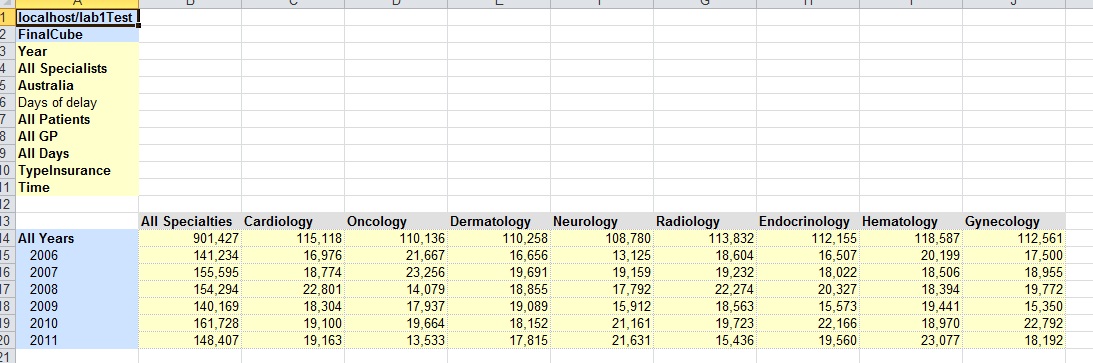 1 localhost/lab1Test
2 FinalCube
3 Year
4 All Specialists
5 Australia
6 Days of delay
7 All Patients
8 All GP
9 All Days
10 TypeInsurance
11 Time
12
13 All Specialties Cardiology Oncology Dermatology Neurology Radiology Endocrinology Hematology Gynecology
14 All Years 901,427 115,118 110,136 110,258 108,780 113,832 112,155 118,587 112,561
15 2006 141,234 16,976 21,667 16,656 13,125 18,604 16,507 20,199 17,500
16 2007 155,595 18,774 23,256 19,691 19,159 19,232 18,022 18,506 18,955
17 2008 154,294 22,801 14,079 18,855 17,792 22,274 20,327 18,394 19,772
18 2009 140,169 18,304 17,937 19,089 15,912 18,563 15,573 19,441 15,350
19 2010 161,728 19,100 19,664 18,152 21,161 19,723 22,166 18,970 22,792
20 2011 148,407 19,163 13,533 17,815 21,631 15,436 19,560 23,077 18,192
21